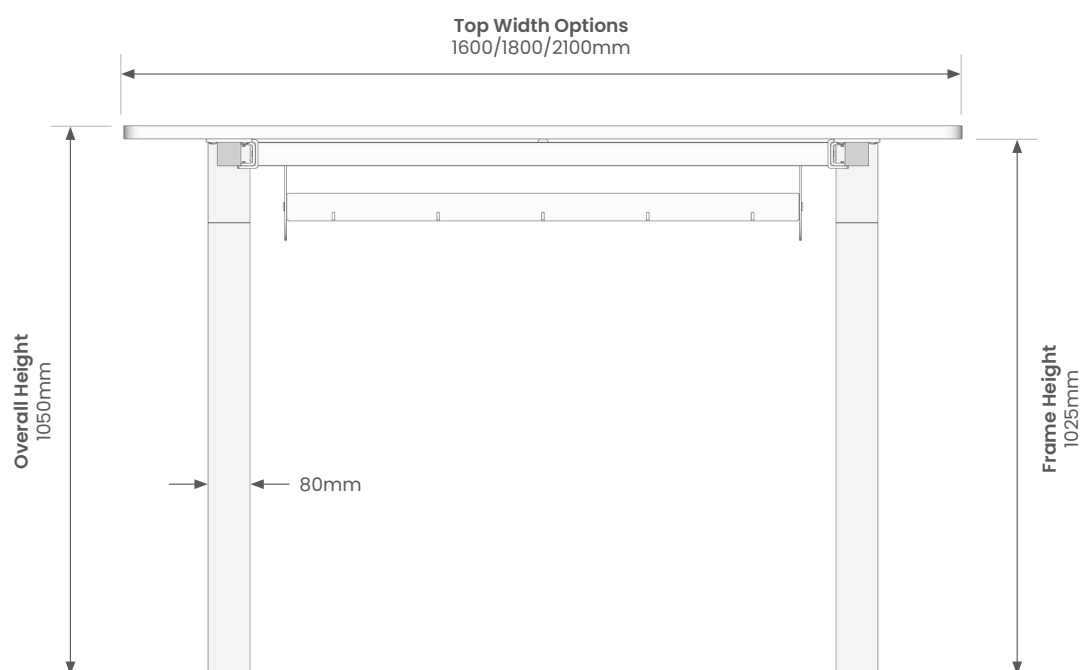 Top Width Options
1600/1800/2100mm
Overall Height
1050mm
Frame Height
1025mm
80mm